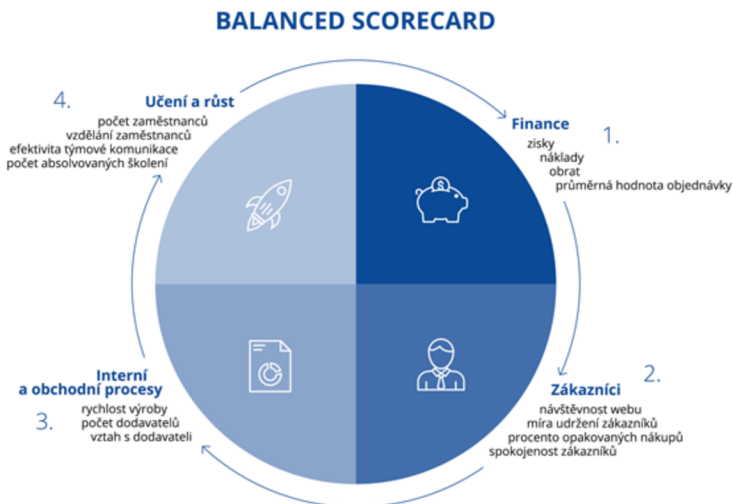 BALANCED SCORECARD
4.
Učení a růst
počet zaměstnanců
vzdělání zaměstnanců
efektivita týmové komunikace
počet absolvovaných školení
Finance
1.
zisky
náklady
obrat
průměrná hodnota objednávky
$
Interní
a obchodní procesy
3.
rychlost výroby
počet dodavatelů
vztah s dodavateli
Zákazníci
2.
návštěvnost webu
míra udržení zákazníků
procento opakovaných nákupů
spokojenost zákazníků